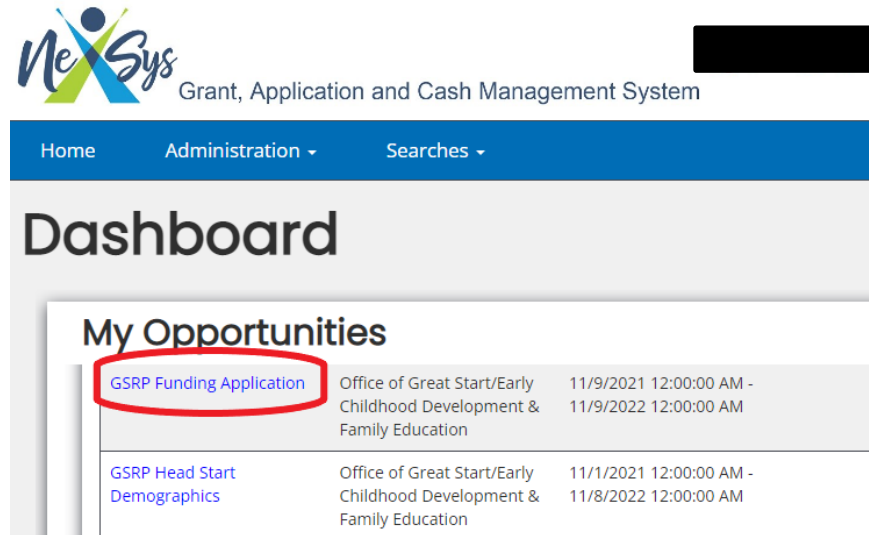 NexSys
Grant, Application and Cash Management System
Home Administration Searches
Dashboard
My Opportunities
GSRP Funding Application Office of Great Start/Early 11/9/2021 12:00:00 AM -
Childhood Development & 11/9/2022 12:00:00 AM
Family Education
GSRP Head Start Office of Great Start/Early 11/1/2021 12:00:00 AM -
Demographics Childhood Development & 11/8/2022 12:00:00 AM
Family Education